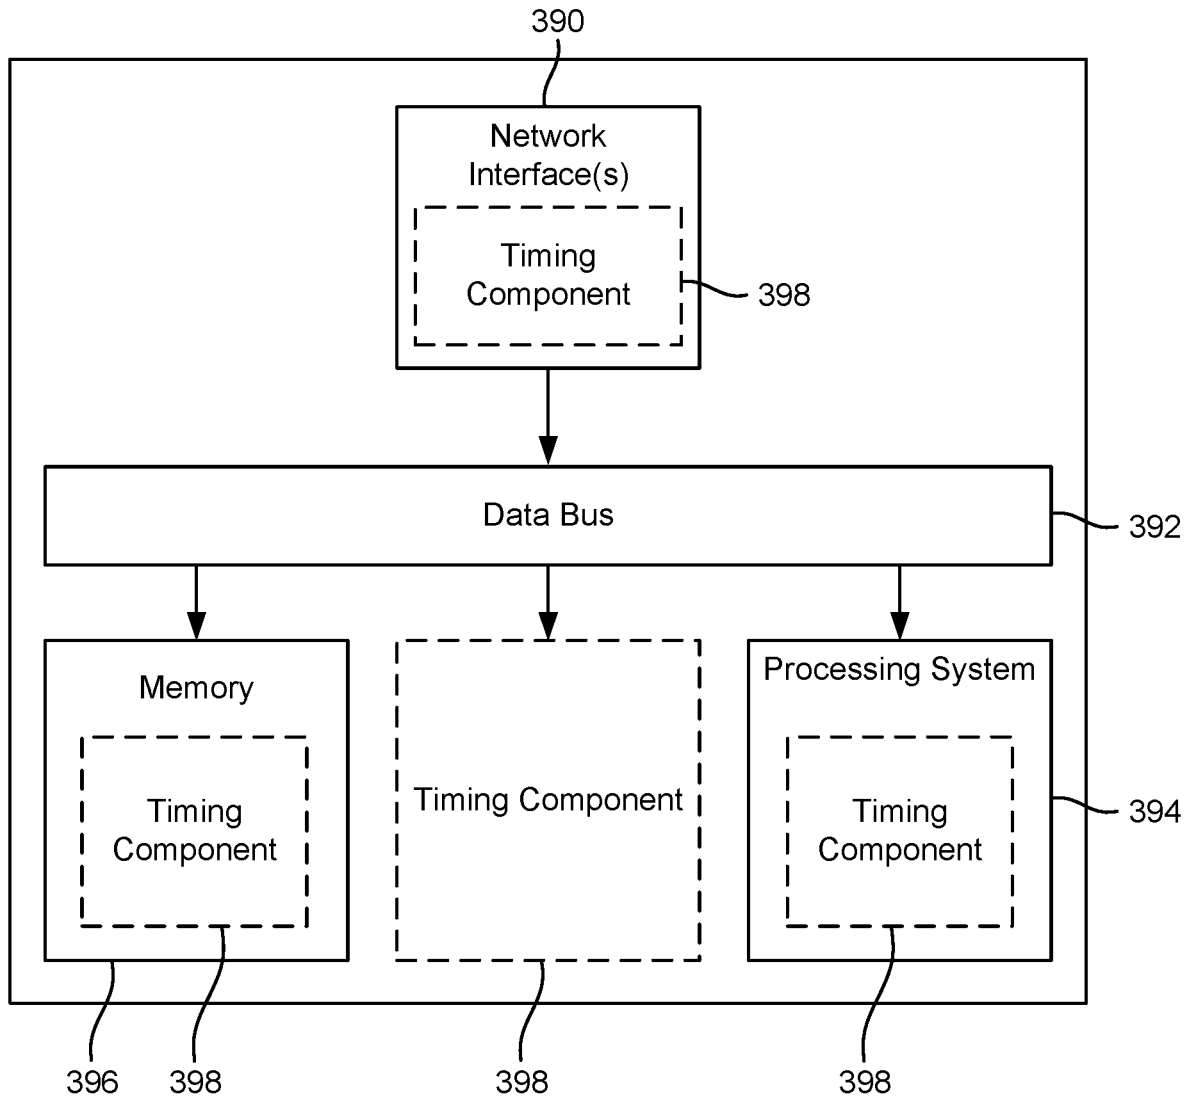 390
Network
Interface(s)
Timing
Component
398
Data Bus
392
Memory
Timing
Component
Timing Component
Processing System
Timing
Component
394
396
398
398
398